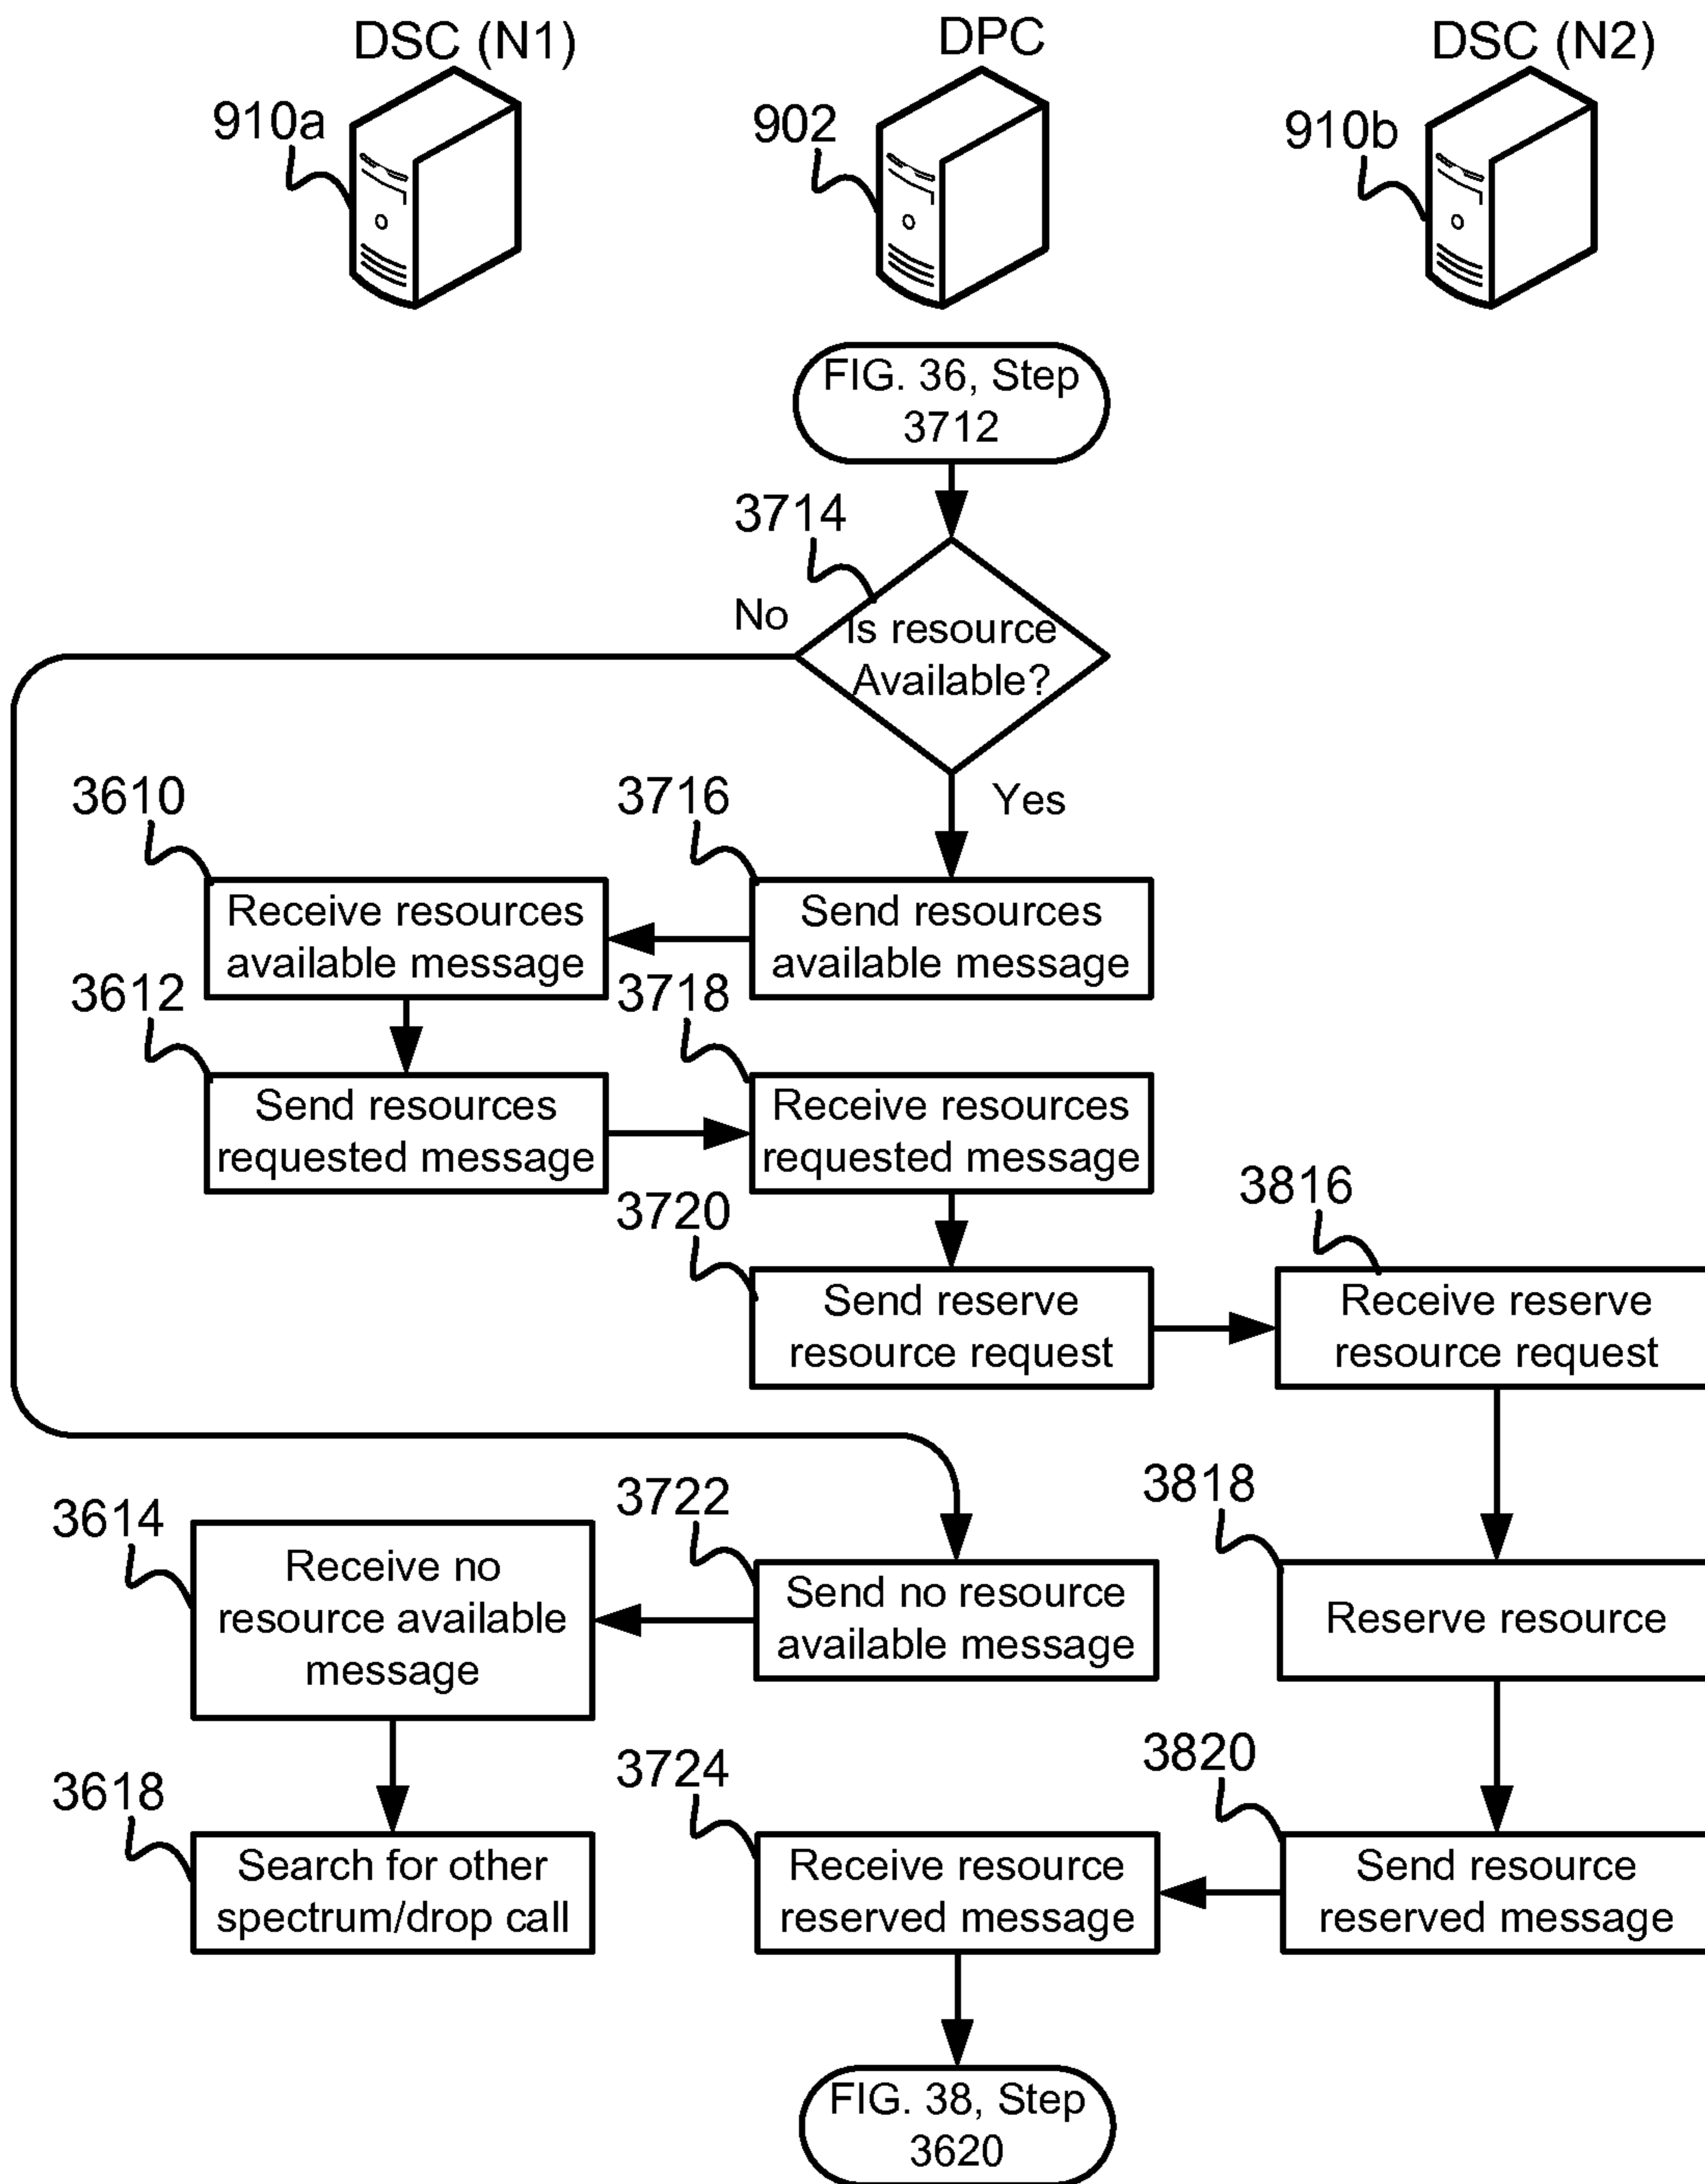 DSC (N1)
DPC
DSC (N2)
910a
902
910b
FIG. 36, Step
3712
3714
No
Is resource
Available?
Yes
3610
3716
Receive resources
available message
Send resources
available message
3612
3718
Send resources
requested message
Receive resources
requested message
3720
3816
Send reserve
resource request
Receive reserve
resource request
3614
3722
3818
Receive no
resource available
message
Send no resource
available message
Reserve resource
3618
3724
3820
Search for other
spectrum/drop call
Receive resource
reserved message
Send resource
reserved message
FIG. 38, Step
3620